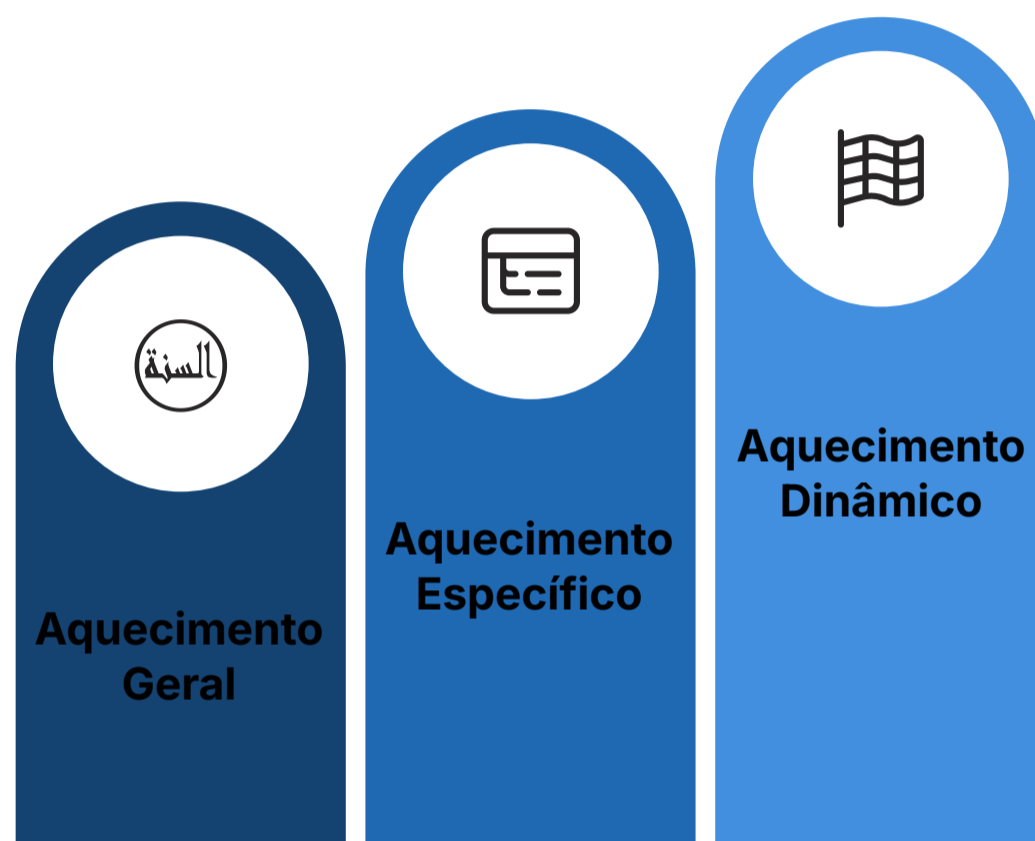 السنة
Aquecimento
Geral
Aquecimento
Específico
Aquecimento
Dinâmico